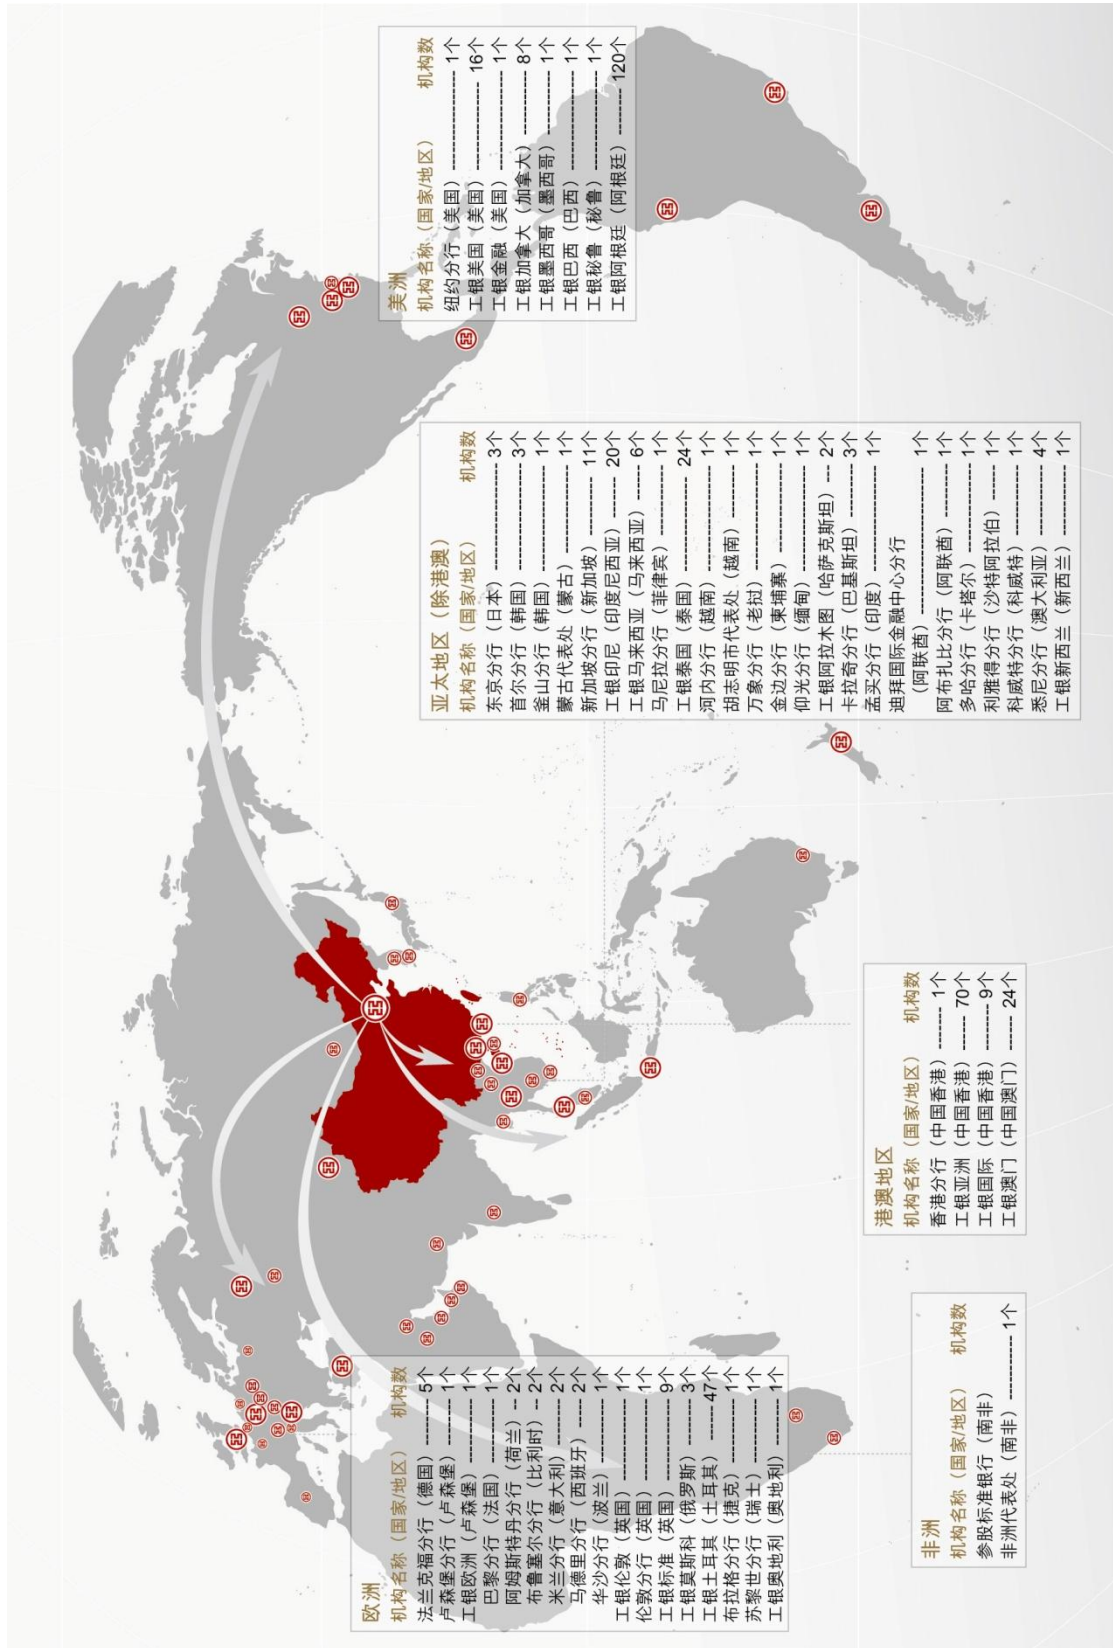 欧洲
机构名称（国家/地区） 机构数
法兰克福分行（德国）------- 5个
卢森堡分行（卢森堡）------- 1个
工银欧洲（卢森堡）--------- 1个
巴黎分行（法国）----------- 1个
阿姆斯特丹分行（荷兰）-- 2个
布鲁塞尔分行（比利时）-- 2个
米兰分行（意大利）-------- 2个
马德里分行（西班牙）----- 2个
华沙分行（波兰）----------- 1个
工银伦敦（英国）----------- 1个
伦敦分行（英国）----------- 1个
工银标准（英国）----------- 9个
工银莫斯科（俄罗斯）------ 3个
工银土耳其（土耳其）---- 47个
布拉格分行（捷克）-------- 1个
苏黎世分行（瑞士）-------- 1个
工银奥地利（奥地利）------ 1个
非洲
机构名称（国家/地区） 机构数
参股标准银行（南非）
非洲代表处（南非）---------- 1个
港澳地区
机构名称（国家/地区） 机构数
香港分行（中国香港）------ 1个
工银亚洲（中国香港）----- 70个
工银国际（中国香港）------ 9个
工银澳门（中国澳门）----- 24个
亚太地区（除港澳）
机构名称（国家/地区） 机构数
东京分行（日本）-------------- 3个
首尔分行（韩国）-------------- 3个
釜山分行（韩国）-------------- 1个
蒙古代表处（蒙古）----------- 1个
新加坡分行（新加坡）-------- 11个
工银印尼（印度尼西亚）------ 20个
工银马来西亚（马来西亚）---- 6个
马尼拉分行（菲律宾）--------- 1个
工银泰国（泰国）------------- 24个
河内分行（越南）-------------- 1个
胡志明市代表处（越南）------- 1个
万象分行（老挝）-------------- 1个
金边分行（柬埔寨）----------- 1个
仰光分行（缅甸）-------------- 1个
工银阿拉木图（哈萨克斯坦）--- 2个
卡拉奇分行（巴基斯坦）------- 3个
孟买分行（印度）-------------- 1个
迪拜国际金融中心分行
（阿联酋）-------------------- 1个
阿布扎比分行（阿联酋）------- 1个
多哈分行（卡塔尔）----------- 1个
利雅得分行（沙特阿拉伯）----- 1个
科威特分行（科威特）--------- 1个
悉尼分行（澳大利亚）--------- 4个
工银新西兰（新西兰）--------- 1个
美洲
机构名称（国家/地区） 机构数
纽约分行（美国）-------------- 1个
工银美国（美国）------------- 16个
工银金融（美国）-------------- 1个
工银加拿大（加拿大）--------- 8个
工银墨西哥（墨西哥）--------- 1个
工银巴西（巴西）-------------- 1个
工银秘鲁（秘鲁）-------------- 1个
工银阿根廷（阿根廷）------- 120个